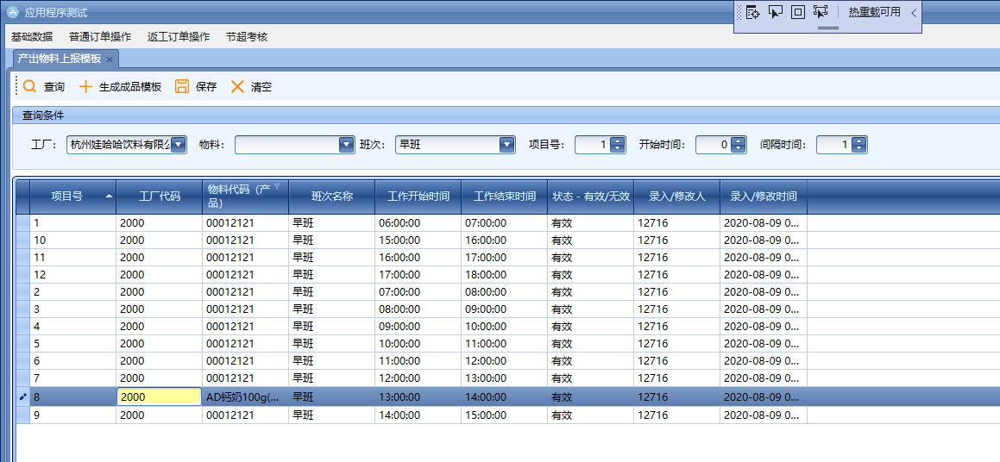 应用程序测试
热重载可用
基础数据 普通订单操作 返工订单操作 节超考核
产出物料上报模板
查询 生成成品模板 保存 清空
查询条件
工厂: 杭州娃哈哈饮料有限公 物料: 班次: 早班 项目号: 1 开始时间: 0 间隔时间: 1
项目号 工厂代码 物料代码（产品） 班次名称 工作开始时间 工作结束时间 状态 - 有效/无效 录入/修改人 录入/修改时间
1 2000 00012121 早班 06:00:00 07:00:00 有效 12716 2020-08-09 0...
10 2000 00012121 早班 15:00:00 16:00:00 有效 12716 2020-08-09 0...
11 2000 00012121 早班 16:00:00 17:00:00 有效 12716 2020-08-09 0...
12 2000 00012121 早班 17:00:00 18:00:00 有效 12716 2020-08-09 0...
2 2000 00012121 早班 07:00:00 08:00:00 有效 12716 2020-08-09 0...
3 2000 00012121 早班 08:00:00 09:00:00 有效 12716 2020-08-09 0...
4 2000 00012121 早班 09:00:00 10:00:00 有效 12716 2020-08-09 0...
5 2000 00012121 早班 10:00:00 11:00:00 有效 12716 2020-08-09 0...
6 2000 00012121 早班 11:00:00 12:00:00 有效 12716 2020-08-09 0...
7 2000 00012121 早班 12:00:00 13:00:00 有效 12716 2020-08-09 0...
8 2000 AD钙奶100g(... 早班 13:00:00 14:00:00 有效 12716 2020-08-09 0...
9 2000 00012121 早班 14:00:00 15:00:00 有效 12716 2020-08-09 0...